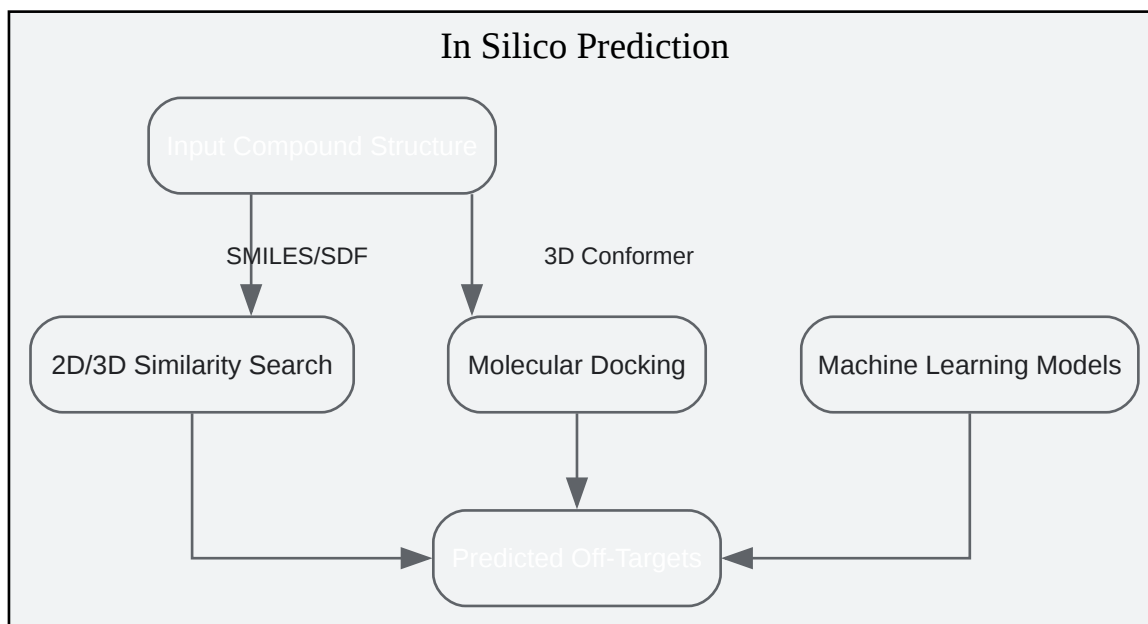 In Silico Prediction
Input Compound Structure
SMILES/SDF
3D Conformer
2D/3D Similarity Search
Molecular Docking
Machine Learning Models
Predicted Off-Targets